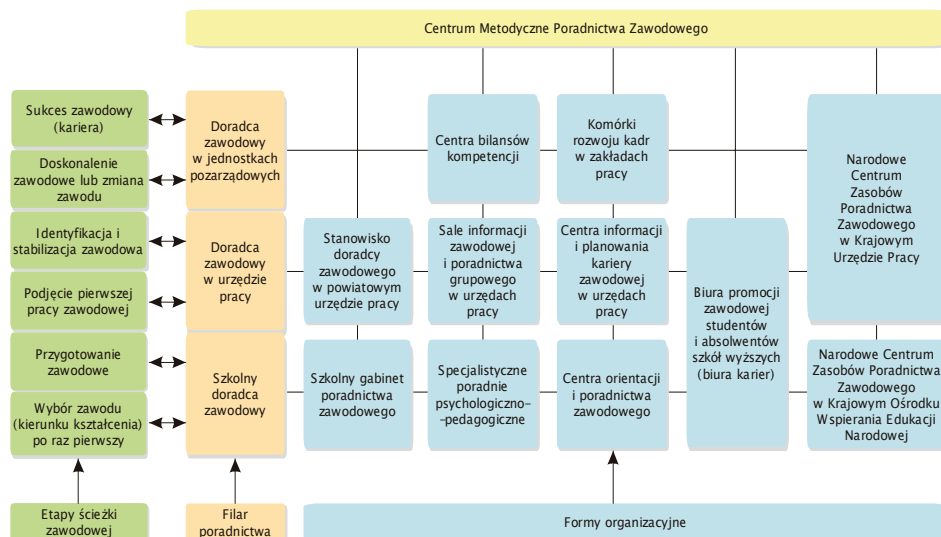 Centrum Metodyczne Poradnictwa Zawodowego
Sukces zawodowy
(kariera)
Doskonalenie
zawodowe lub zmiana
zawodu
Identyfikacja i
stabilizacja zawodowa
Podjęcie pierwszej
pracy zawodowej
Przygotowanie
zawodowe
Wybór zawodu
(kierunku kształcenia)
po raz pierwszy
Etapy ścieżki
zawodowej
Doradca
zawodowy
w jednostkach
pozarządowych
Doradca
zawodowy
w urzędzie
pracy
Szkolny
doradca
zawodowy
Filar
poradnictwa
Stanowisko
doradcy
zawodowego
w powiatowym
urzędzie pracy
Szkolny gabinet
poradnictwa
zawodowego
Centra bilansów
kompetencji
Sale informacji
zawodowej
i poradnictwa
grupowego
w urzędach
pracy
Specjalistyczne
poradnie
psychologiczno-
-pedagogiczne
Komórki
rozwoju kadr
w zakładach
pracy
Centra informacji
i planowania
kariery
zawodowej
w urzędach
pracy
Centra orientacji
i poradnictwa
zawodowego
Biura promocji
zawodowej
studentów
i absolwentów
szkół wyższych
(biura karier)
Narodowe
Centrum
Zasobów
Poradnictwa
Zawodowego
w Krajowym
Urzędzie Pracy
Narodowe Centrum
Zasobów Poradnictwa
Zawodowego
w Krajowym Ośrodku
Wspierania Edukacji
Narodowej
Formy organizacyjne